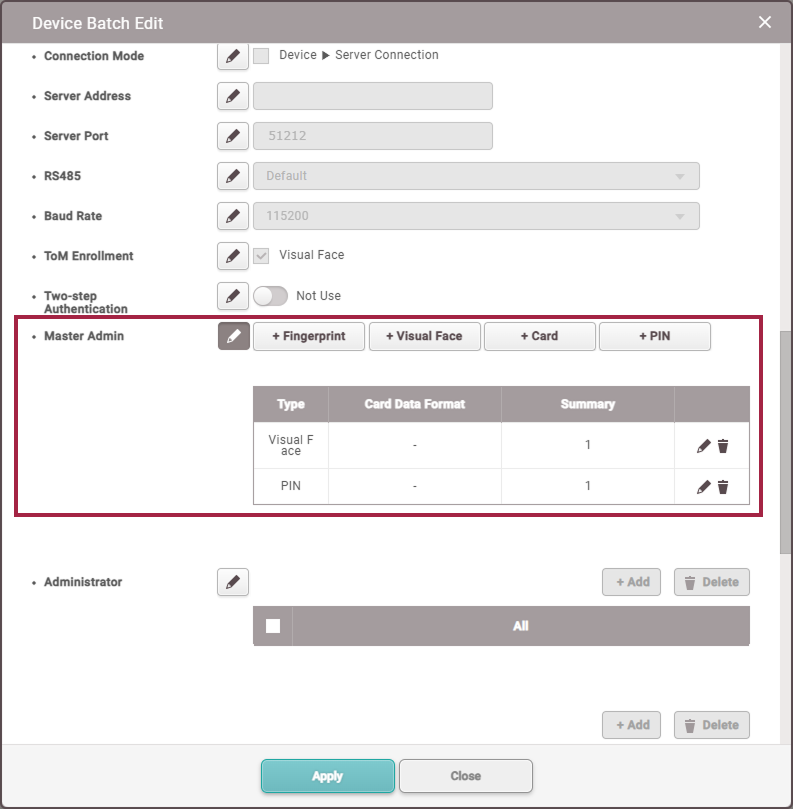 Device Batch Edit
Connection Mode
Device ▶ Server Connection
Server Address
Server Port
51212
RS485
Default
Baud Rate
115200
ToM Enrollment
Visual Face
Two-step
Authentication
Not Use
Master Admin
+ Fingerprint
+ Visual Face
+ Card
+ PIN
Type
Card Data Format
Summary
Visual F
ace
-
1
PIN
-
1
Administrator
+ Add
Delete
All
+ Add
Delete
Apply
Close